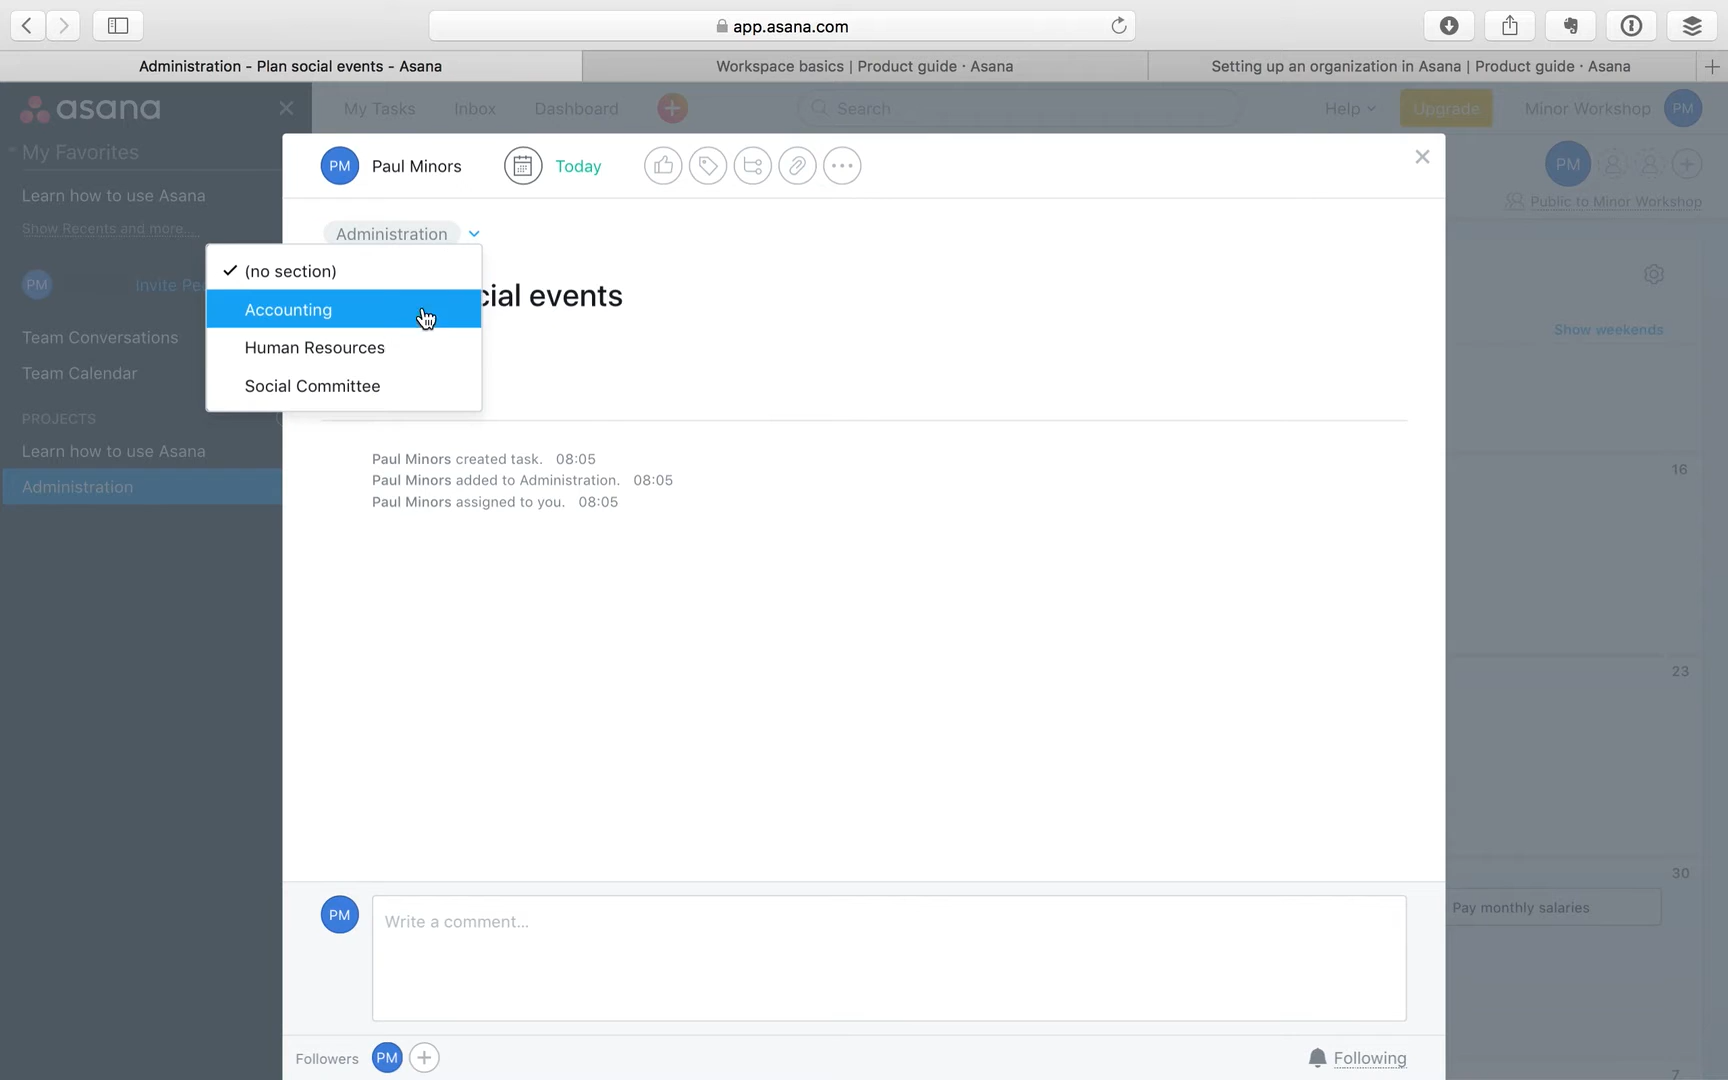 app.asana.com
Administration - Plan social events - Asana
Workspace basics | Product guide · Asana
Setting up an organization in Asana | Product guide · Asana
asana
My Tasks
Inbox
Dashboard
Search
Help
Upgrade
Minor Workshop
PM
My Favorites
Learn how to use Asana
Show Recents and more...
PM
Invite
Team Conversations
Team Calendar
PROJECTS
Learn how to use Asana
Administration
PM
Paul Minors
Today
Administration
(no section)
Accounting
Human Resources
Social Committee
cial events
Paul Minors created task. 08:05
Paul Minors added to Administration. 08:05
Paul Minors assigned to you. 08:05
PM
Write a comment...
Followers
PM
Following
PM
Public to Minor Workshop
Show weekends
16
23
30
Pay monthly salaries
7